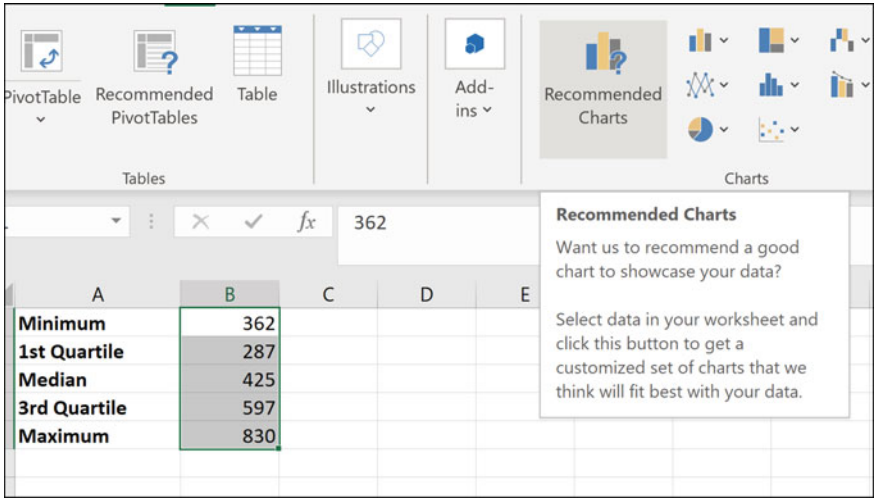 PivotTable
Recommended
PivotTables
Table
Illustrations
Add-
ins
Recommended
Charts
Tables
Charts
fx
362
Recommended Charts
Want us to recommend a good
chart to showcase your data?
Select data in your worksheet and
click this button to get a
customized set of charts that we
think will fit best with your data.
A B C D E
Minimum 362
1st Quartile 287
Median 425
3rd Quartile 597
Maximum 830